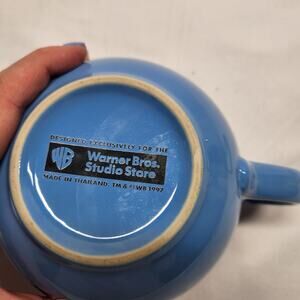 DESIGNED EXCLUSIVELY FOR THE
WB Warner Bros.
Studio Store
MADE IN THAILAND. TM & © WB 1997